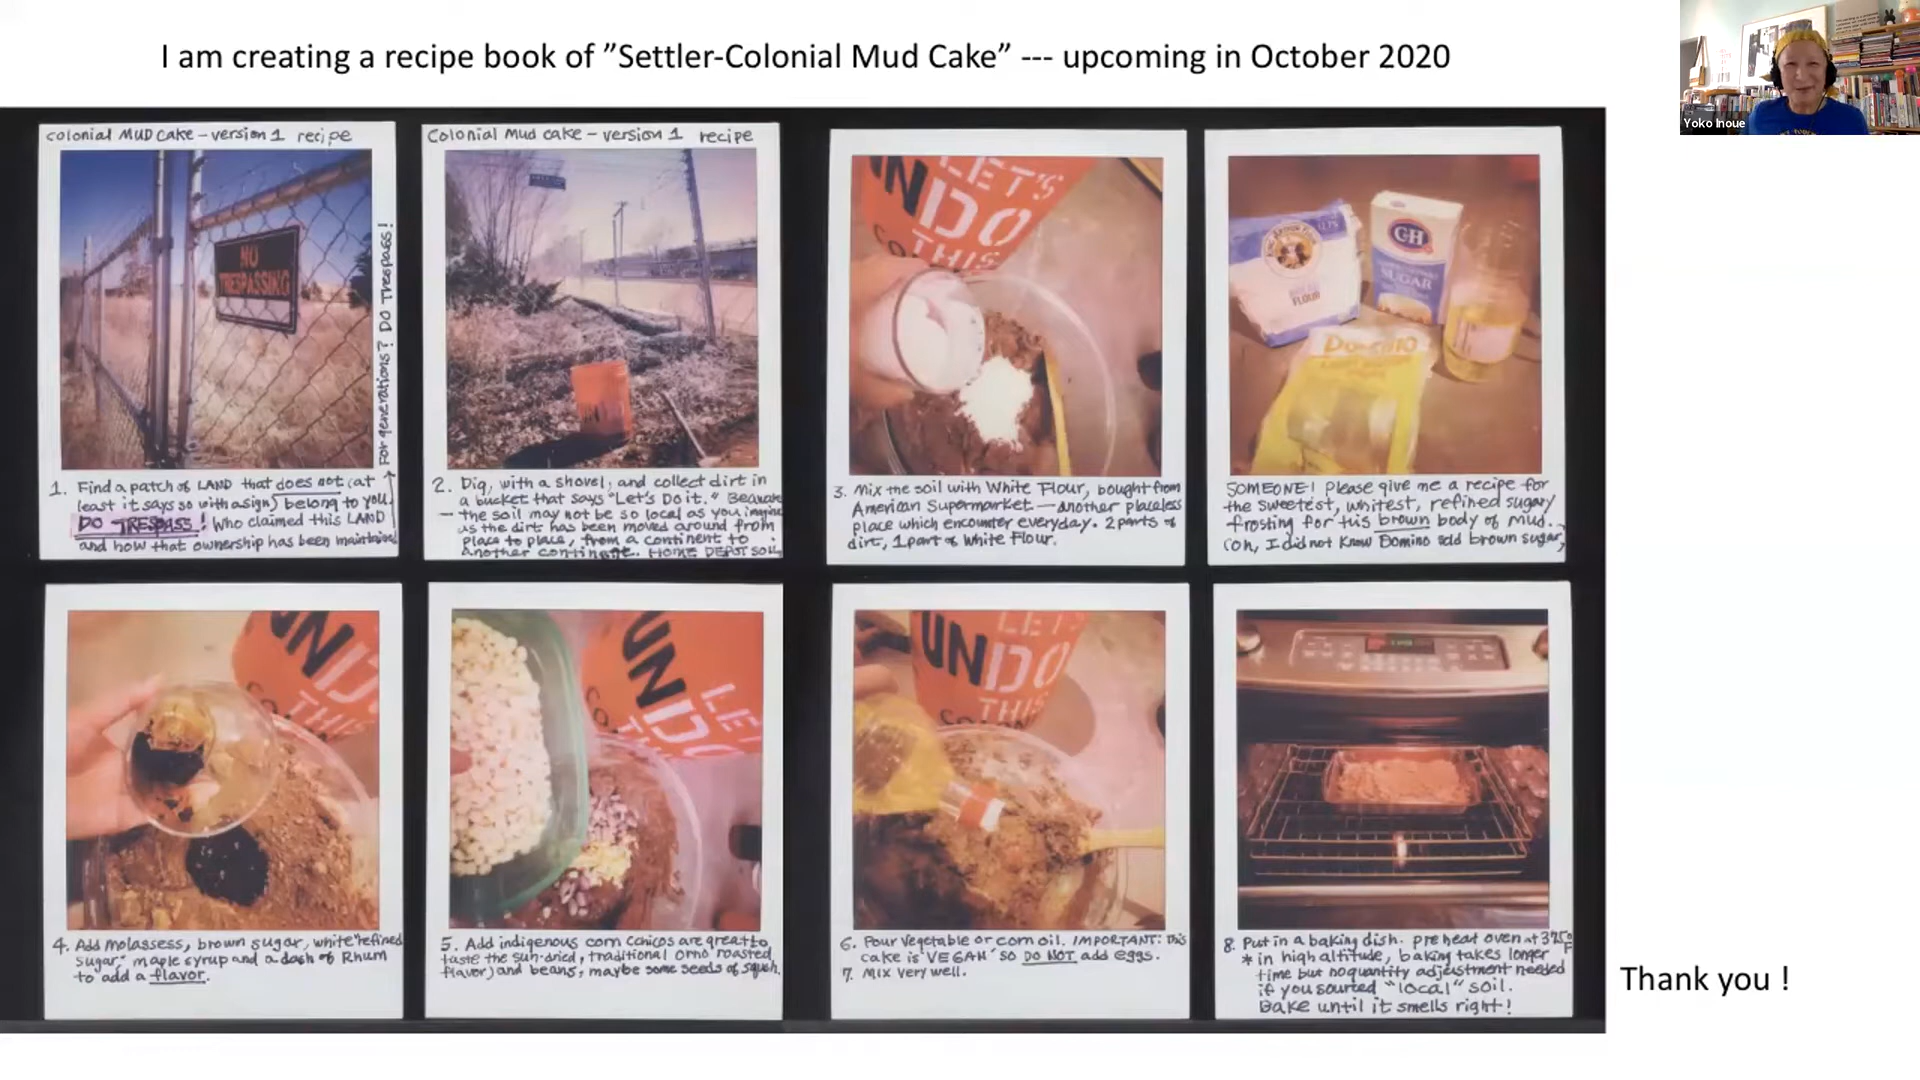 I am creating a recipe book of ”Settler-Colonial Mud Cake” --- upcoming in October 2020
Yoko Inoue
colonial MUD CAKE – version 1 recipe
NO
TRESPASSING
For generations? DO Trespass!
1. Find a patch of LAND that does not (at
least it says so with a sign) belong to you.
DO TRESPASS! Who claimed this LAND
and how that ownership has been maintained
Colonial Mud cake – version 1 recipe
2. Dig, with a shovel, and collect dirt in
a bucket that says "Let's Do it." Beaware
– the soil may not be so local as you imagine
as the dirt has been moved around from
place to place, from a continent to
another continent. HOME DEPOT SOIL
LET'S
UNDO
THIS
3. Mix the soil with White Flour, bought from
American Supermarket — another placeless
place which encounter everyday. 2 parts of
dirt, 1 part of White Flour.
FLOUR
C&H
SUGAR
Domino
SOMEONE! please give me a recipe for
the sweetest, whitest, refined sugary
frosting for this brown body of mud.
(oh, I did not know Domino sold brown sugar)
UNDO
THIS
4. Add molassess, brown sugar, white "refined
sugar" maple syrup and a dash of Rhum
to add a flavor.
UNDO
LET
5. Add indigenous corn (chicos are great to
taste the sun-dried, traditional orno roasted
flavor) and beans, maybe some seeds of sqush.
LET'S
UNDO
THIS
6. Pour vegetable or corn oil. IMPORTANT: this
cake is 'VEGAN' so DO NOT add eggs.
7. Mix very well.
8. Put in a baking dish. preheat oven at 375°F
* in high altitude, baking takes longer
time but no quantity adjustment needed
if you sourced "local" soil.
Bake until it smells right!
Thank you !